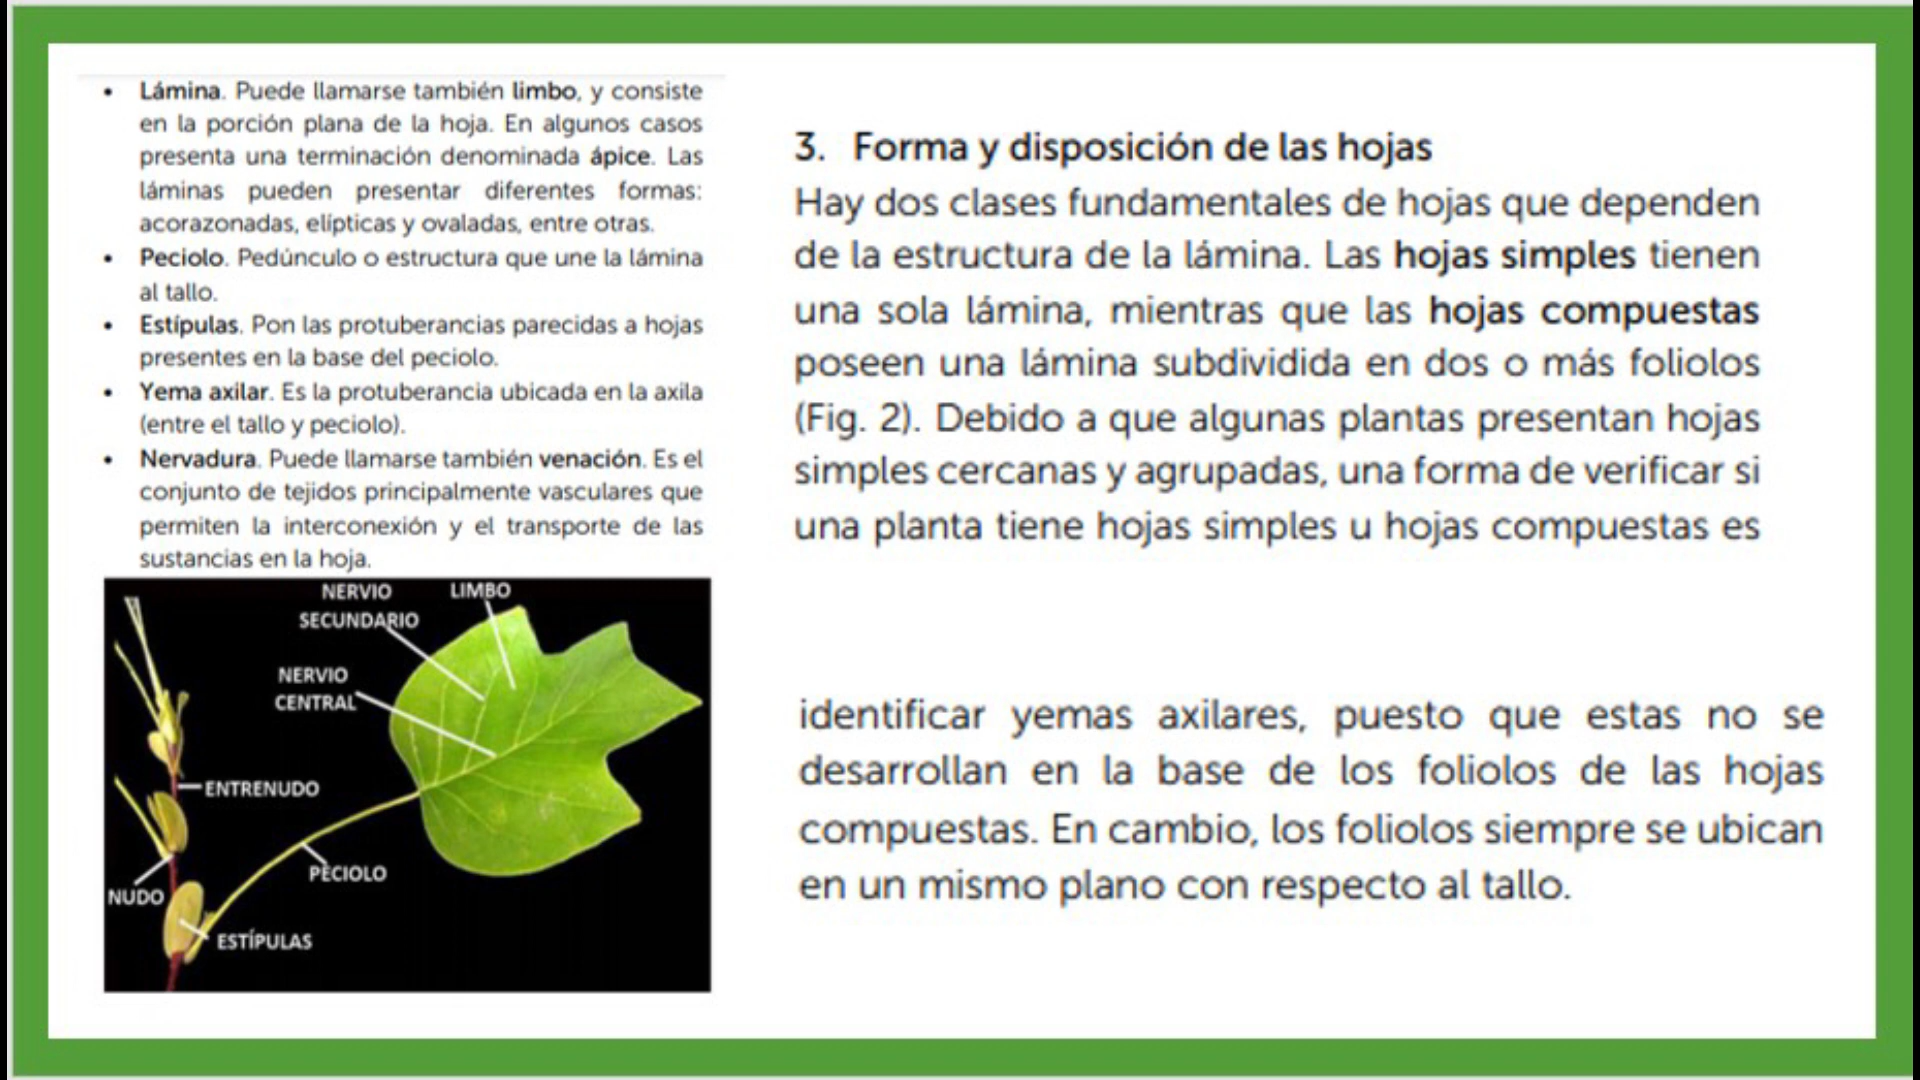 • Lámina. Puede llamarse también limbo, y consiste
en la porción plana de la hoja. En algunos casos
presenta una terminación denominada ápice. Las
láminas pueden presentar diferentes formas:
acorazonadas, elípticas y ovaladas, entre otras.
• Peciolo. Pedúnculo o estructura que une la lámina
al tallo.
• Estípulas. Pon las protuberancias parecidas a hojas
presentes en la base del peciolo.
• Yema axilar. Es la protuberancia ubicada en la axila
(entre el tallo y peciolo).
• Nervadura. Puede llamarse también venación. Es el
conjunto de tejidos principalmente vasculares que
permiten la interconexión y el transporte de las
sustancias en la hoja.
NERVIO
SECUNDARIO
LIMBO
NERVIO
CENTRAL
ENTRENUDO
PECIOLO
NUDO
ESTÍPULAS
3. Forma y disposición de las hojas
Hay dos clases fundamentales de hojas que dependen
de la estructura de la lámina. Las hojas simples tienen
una sola lámina, mientras que las hojas compuestas
poseen una lámina subdividida en dos o más foliolos
(Fig. 2). Debido a que algunas plantas presentan hojas
simples cercanas y agrupadas, una forma de verificar si
una planta tiene hojas simples u hojas compuestas es
identificar yemas axilares, puesto que estas no se
desarrollan en la base de los foliolos de las hojas
compuestas. En cambio, los foliolos siempre se ubican
en un mismo plano con respecto al tallo.